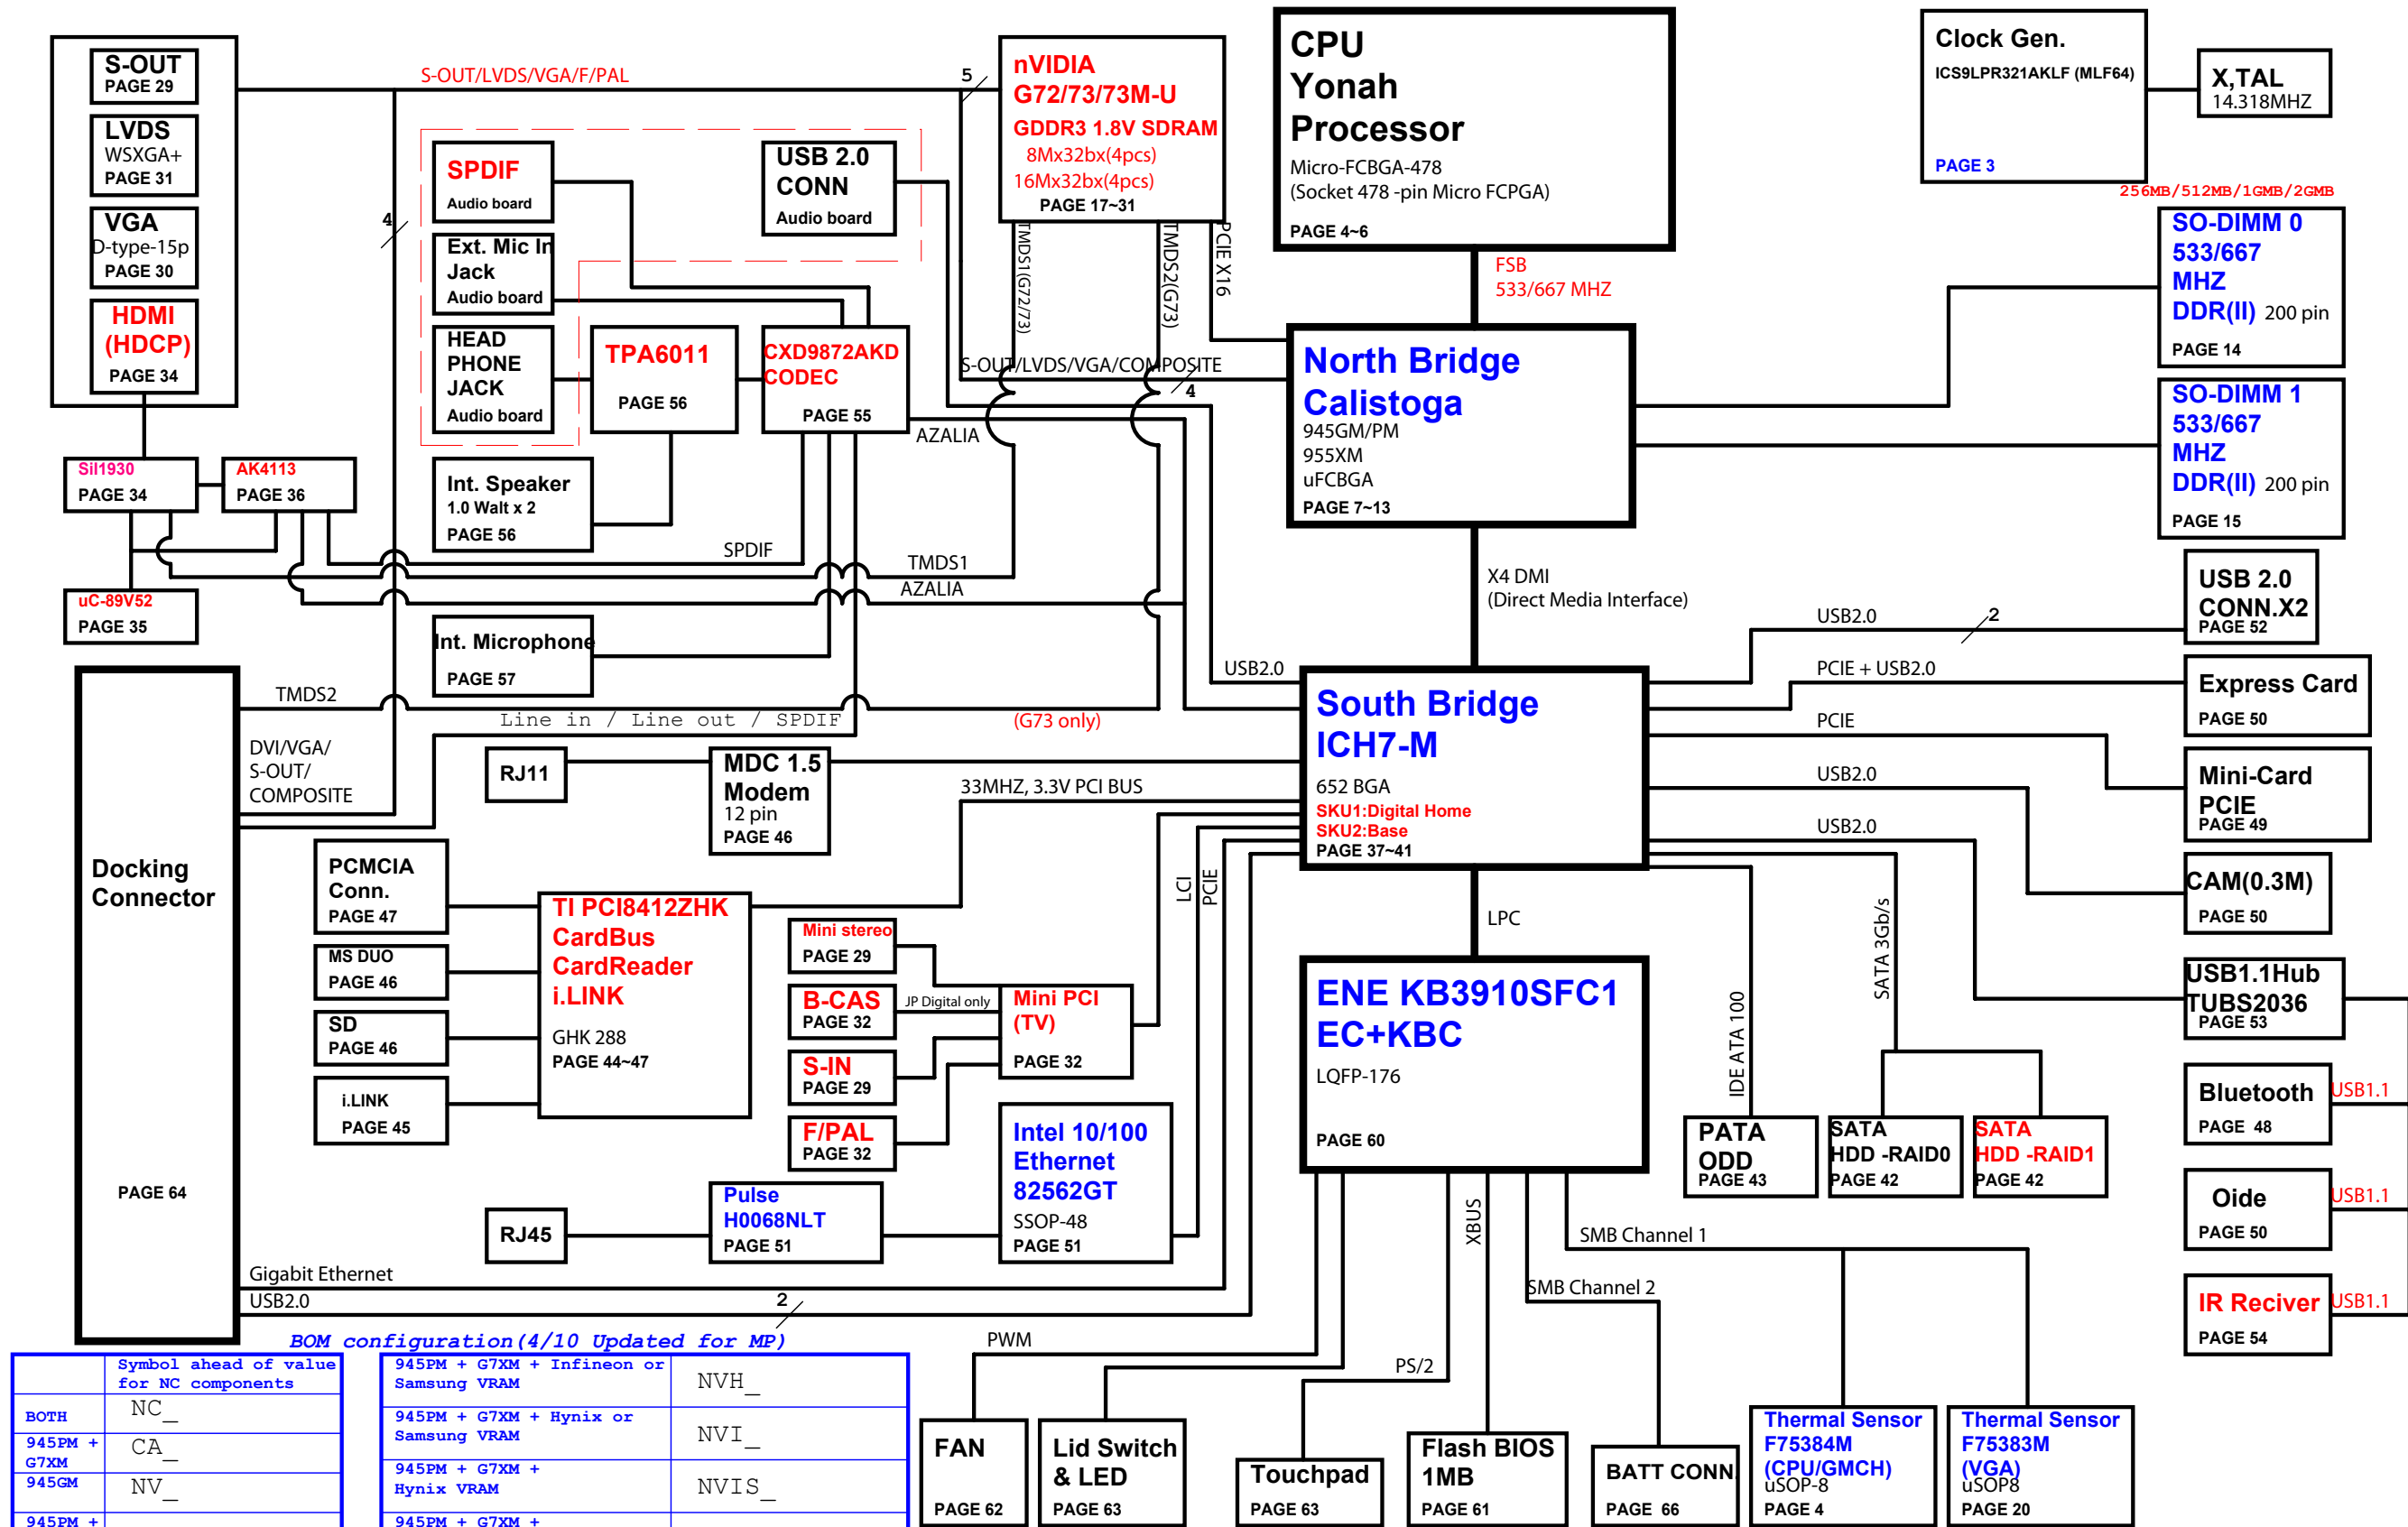 S-OUT
PAGE 29
LVDS
WSXGA+
PAGE 31
VGA
D-type-15p
PAGE 30
HDMI
(HDCP)
PAGE 34
S-OUT/LVDS/VGA/F/PAL
5
4
SPDIF
Audio board
Ext. Mic In
Jack
Audio board
HEAD
PHONE
JACK
Audio board
USB 2.0
CONN
Audio board
TPA6011
PAGE 56
CXD9872AKD
CODEC
PAGE 55
Int. Speaker
1.0 Walt x 2
PAGE 56
nVIDIA
G72/73/73M-U
GDDR3 1.8V SDRAM
8Mx32bx(4pcs)
16Mx32bx(4pcs)
PAGE 17~31
TMDS1(G72/73)
TMDS2(G73)
PCIE X16
CPU
Yonah
Processor
Micro-FCBGA-478
(Socket 478 -pin Micro FCPGA)
PAGE 4~6
FSB
533/667 MHZ
Clock Gen.
ICS9LPR321AKLF (MLF64)
PAGE 3
X,TAL
14.318MHZ
256MB/512MB/1GMB/2GMB
SO-DIMM 0
533/667
MHZ
DDR(II) 200 pin
PAGE 14
SO-DIMM 1
533/667
MHZ
DDR(II) 200 pin
PAGE 15
S-OUT/LVDS/VGA/COMPOSITE
4
AZALIA
North Bridge
Calistoga
945GM/PM
955XM
uFCBGA
PAGE 7~13
SiI1930
PAGE 34
AK4113
PAGE 36
uC-89V52
PAGE 35
SPDIF
TMDS1
AZALIA
Int. Microphone
PAGE 57
X4 DMI
(Direct Media Interface)
USB2.0
South Bridge
ICH7-M
652 BGA
SKU1:Digital Home
SKU2:Base
PAGE 37~41
USB2.0
2
USB 2.0
CONN.X2
PAGE 52
PCIE + USB2.0
Express Card
PAGE 50
PCIE
Mini-Card
PCIE
PAGE 49
USB2.0
CAM(0.3M)
PAGE 50
USB2.0
USB1.1Hub
TUBS2036
PAGE 53
Bluetooth
PAGE 48
USB1.1
Oide
PAGE 50
USB1.1
IR Reciver
PAGE 54
USB1.1
Docking
Connector
PAGE 64
TMDS2
Line in / Line out / SPDIF
(G73 only)
DVI/VGA/
S-OUT/
COMPOSITE
RJ11
MDC 1.5
Modem
12 pin
PAGE 46
33MHZ, 3.3V PCI BUS
PCMCIA
Conn.
PAGE 47
MS DUO
PAGE 46
SD
PAGE 46
i.LINK
PAGE 45
TI PCI8412ZHK
CardBus
CardReader
i.LINK
GHK 288
PAGE 44~47
Mini stereo
PAGE 29
B-CAS
PAGE 32
JP Digital only
S-IN
PAGE 29
F/PAL
PAGE 32
Mini PCI
(TV)
PAGE 32
LCI
PCIE
Intel 10/100
Ethernet
82562GT
SSOP-48
PAGE 51
Pulse
H0068NLT
PAGE 51
RJ45
Gigabit Ethernet
USB2.0
2
LPC
ENE KB3910SFC1
EC+KBC
LQFP-176
PAGE 60
IDE ATA 100
SATA 3Gb/s
PATA
ODD
PAGE 43
SATA
HDD -RAID0
PAGE 42
SATA
HDD -RAID1
PAGE 42
XBUS
SMB Channel 1
SMB Channel 2
PWM
PS/2
FAN
PAGE 62
Lid Switch
& LED
PAGE 63
Touchpad
PAGE 63
Flash BIOS
1MB
PAGE 61
BATT CONN.
PAGE 66
Thermal Sensor
F75384M
(CPU/GMCH)
uSOP-8
PAGE 4
Thermal Sensor
F75383M
(VGA)
uSOP8
PAGE 20
BOM configuration(4/10 Updated for MP)
Symbol ahead of value
for NC components
BOTH NC_
945PM +
G7XM CA_
945GM NV_
945PM +
945PM + G7XM + Infineon or
Samsung VRAM NVH_
945PM + G7XM + Hynix or
Samsung VRAM NVI_
945PM + G7XM +
Hynix VRAM NVIS_
945PM + G7XM +